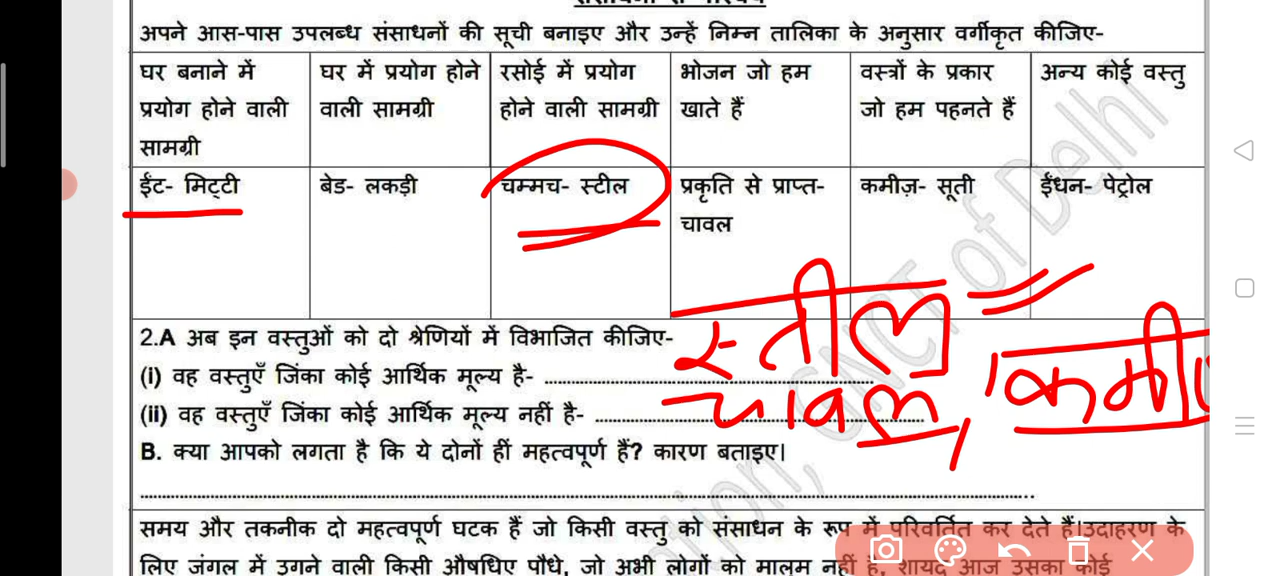 अपने आस-पास उपलब्ध संसाधनों की सूची बनाइए और उन्हें निम्न तालिका के अनुसार वर्गीकृत कीजिए-
घर बनाने में प्रयोग होने वाली सामग्री
घर में प्रयोग होने वाली सामग्री
रसोई में प्रयोग होने वाली सामग्री
भोजन जो हम खाते हैं
वस्त्रों के प्रकार जो हम पहनते हैं
अन्य कोई वस्तु
ईंट- मिट्टी
बेड- लकड़ी
चम्मच- स्टील
प्रकृति से प्राप्त- चावल
कमीज़- सूती
ईंधन- पेट्रोल
2.A अब इन वस्तुओं को दो श्रेणियों में विभाजित कीजिए-
(i) वह वस्तुएँ जिंका कोई आर्थिक मूल्य है-
स्तील
(ii) वह वस्तुएँ जिंका कोई आर्थिक मूल्य नहीं है-
चावल,
B. क्या आपको लगता है कि ये दोनों हीं महत्वपूर्ण हैं? कारण बताइए।
समय और तकनीक दो महत्वपूर्ण घटक हैं जो किसी वस्तु को संसाधन के रूप में परिवर्तित कर देते हैं।उदाहरण के
लिए जंगल में उगने वाली किसी औषधिए पौधे, जो अभी लोगों को मालूम नहीं है, शायद आज उसका कोई
GNCT of Delhi